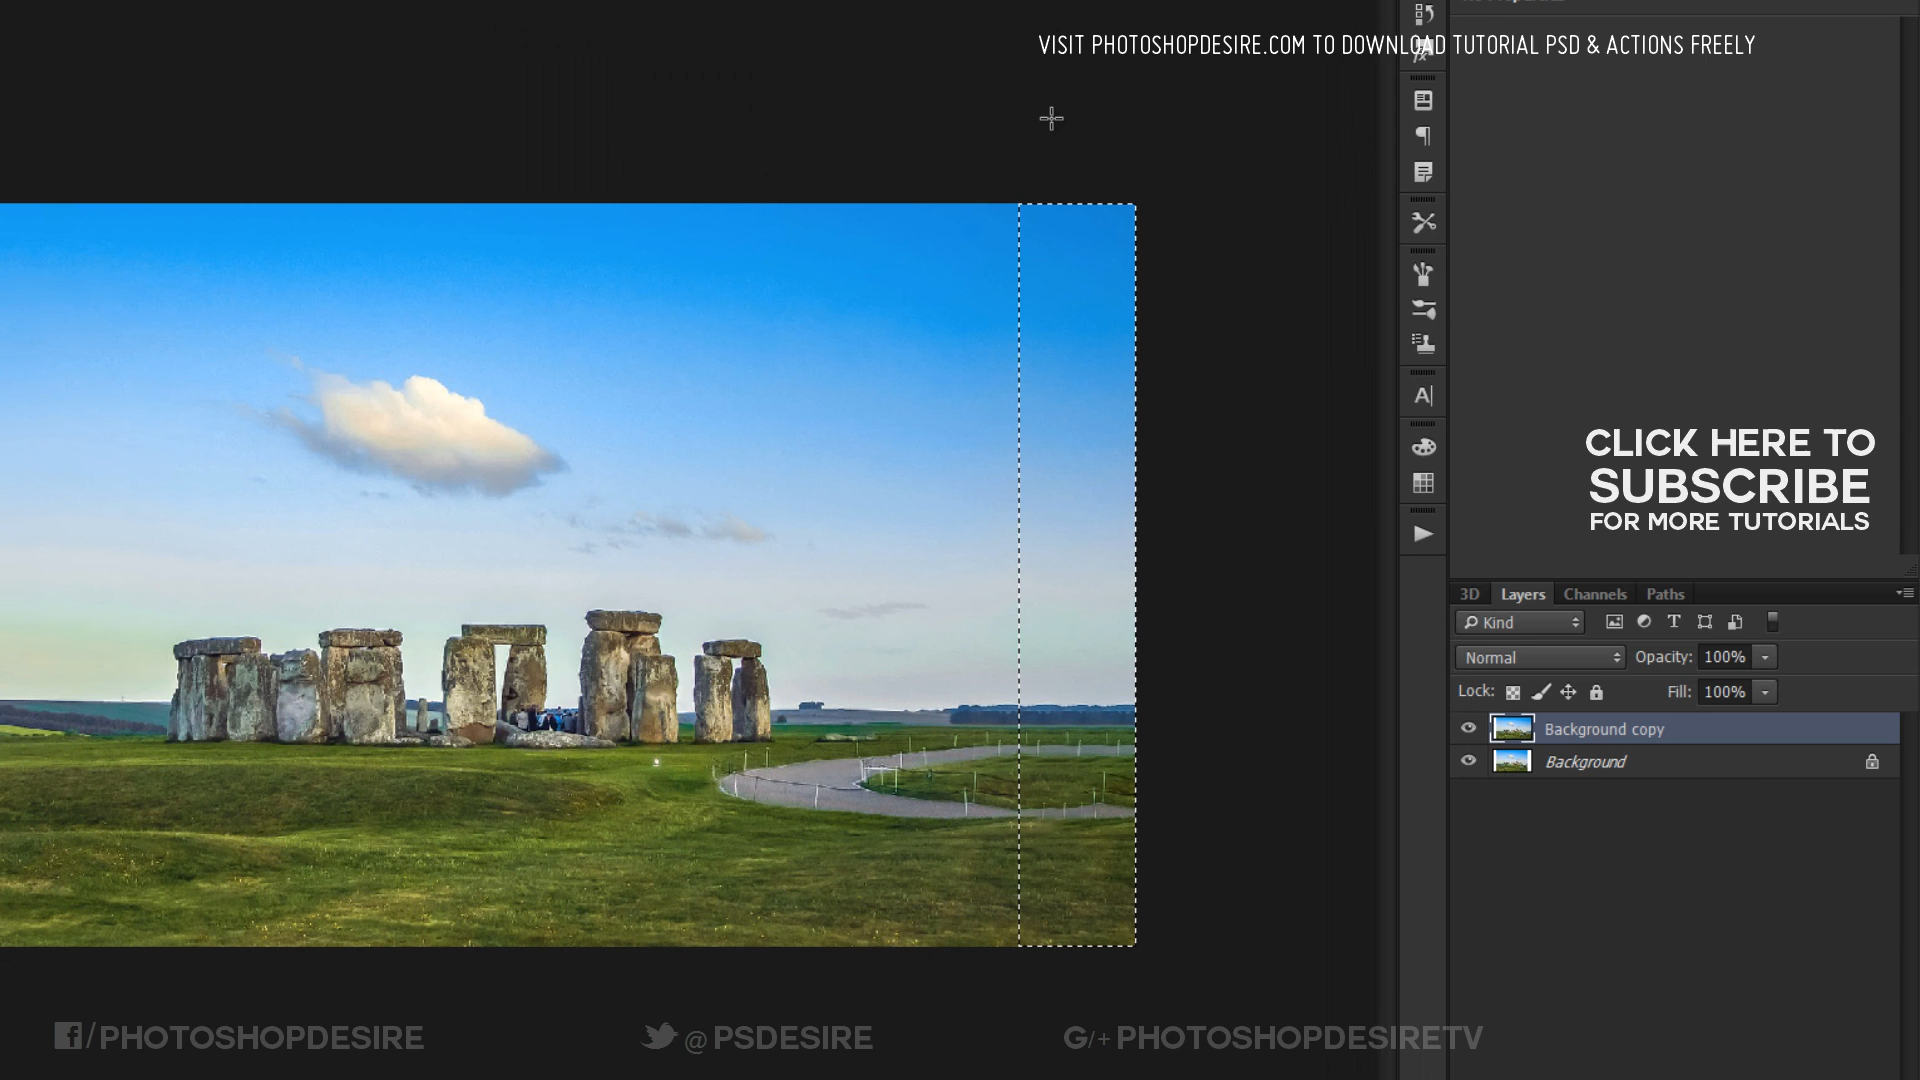 VISIT PHOTOSHOPDESIRE.COM TO DOWNLOAD TUTORIAL PSD & ACTIONS FREELY
CLICK HERE TO
SUBSCRIBE
FOR MORE TUTORIALS
3D Layers Channels Paths
Kind
Normal Opacity: 100%
Lock: Fill: 100%
Background copy
Background
f/PHOTOSHOPDESIRE
@PSDESIRE
G/+PHOTOSHOPDESIRETV